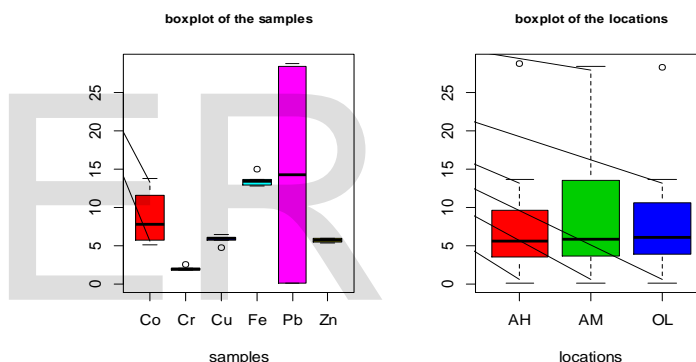 boxplot of the samples
25
20
15
10
5
0
Co Cr Cu Fe Pb Zn
samples
boxplot of the locations
25
20
15
10
5
0
AH AM OL
locations
ER